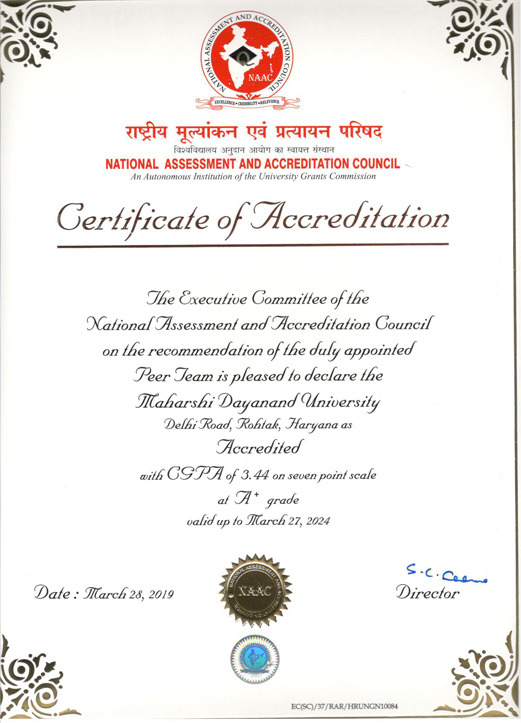 NATIONAL ASSESSMENT AND ACCREDITATION COUNCIL
NAAC
EXCELLENCE • CREDIBILITY • RELEVANCE
राष्ट्रीय मूल्यांकन एवं प्रत्यायन परिषद
विश्वविद्यालय अनुदान आयोग का स्वायत्त संस्थान
NATIONAL ASSESSMENT AND ACCREDITATION COUNCIL
An Autonomous Institution of the University Grants Commission
Certificate of Accreditation
The Executive Committee of the
National Assessment and Accreditation Council
on the recommendation of the duly appointed
Peer Team is pleased to declare the
Maharshi Dayanand University
Delhi Road, Rohtak, Haryana as
Accredited
with CGPA of 3.44 on seven point scale
at A+ grade
valid up to March 27, 2024
Date : March 28, 2019
NAAC
S.C.
Director
EC(SC)/37/RAR/HRUNGN10084